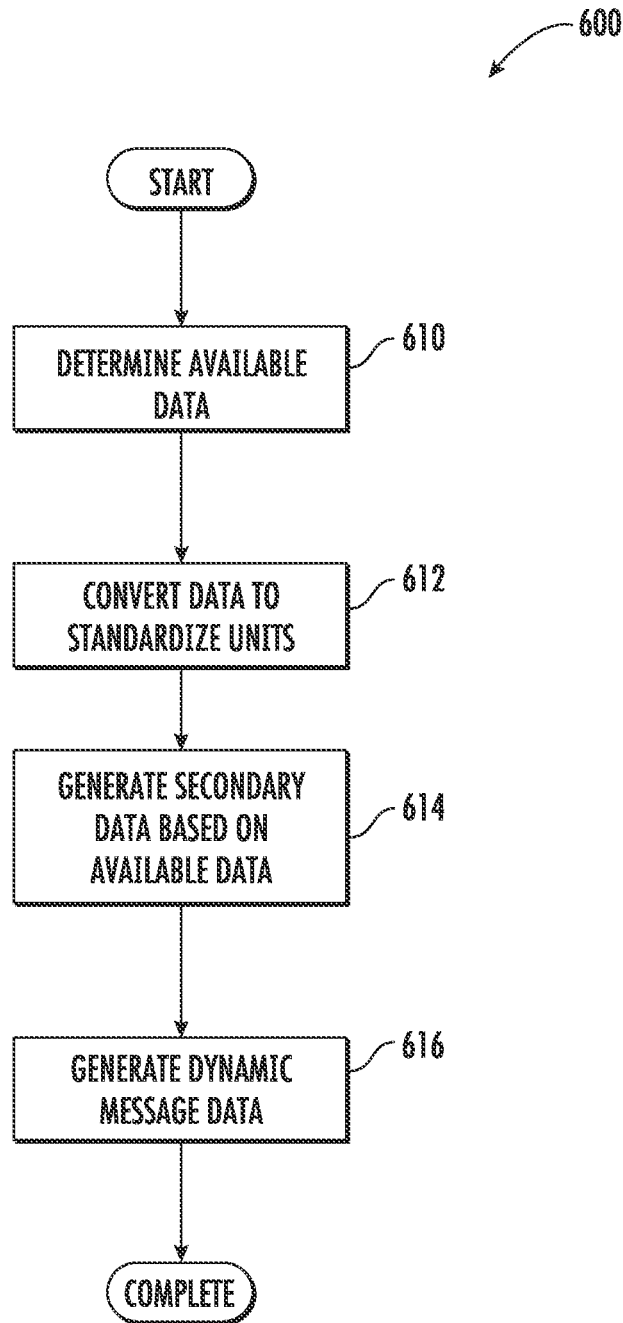 600
START
DETERMINE AVAILABLE
DATA
610
CONVERT DATA TO
STANDARDIZE UNITS
612
GENERATE SECONDARY
DATA BASED ON
AVAILABLE DATA
614
GENERATE DYNAMIC
MESSAGE DATA
616
COMPLETE